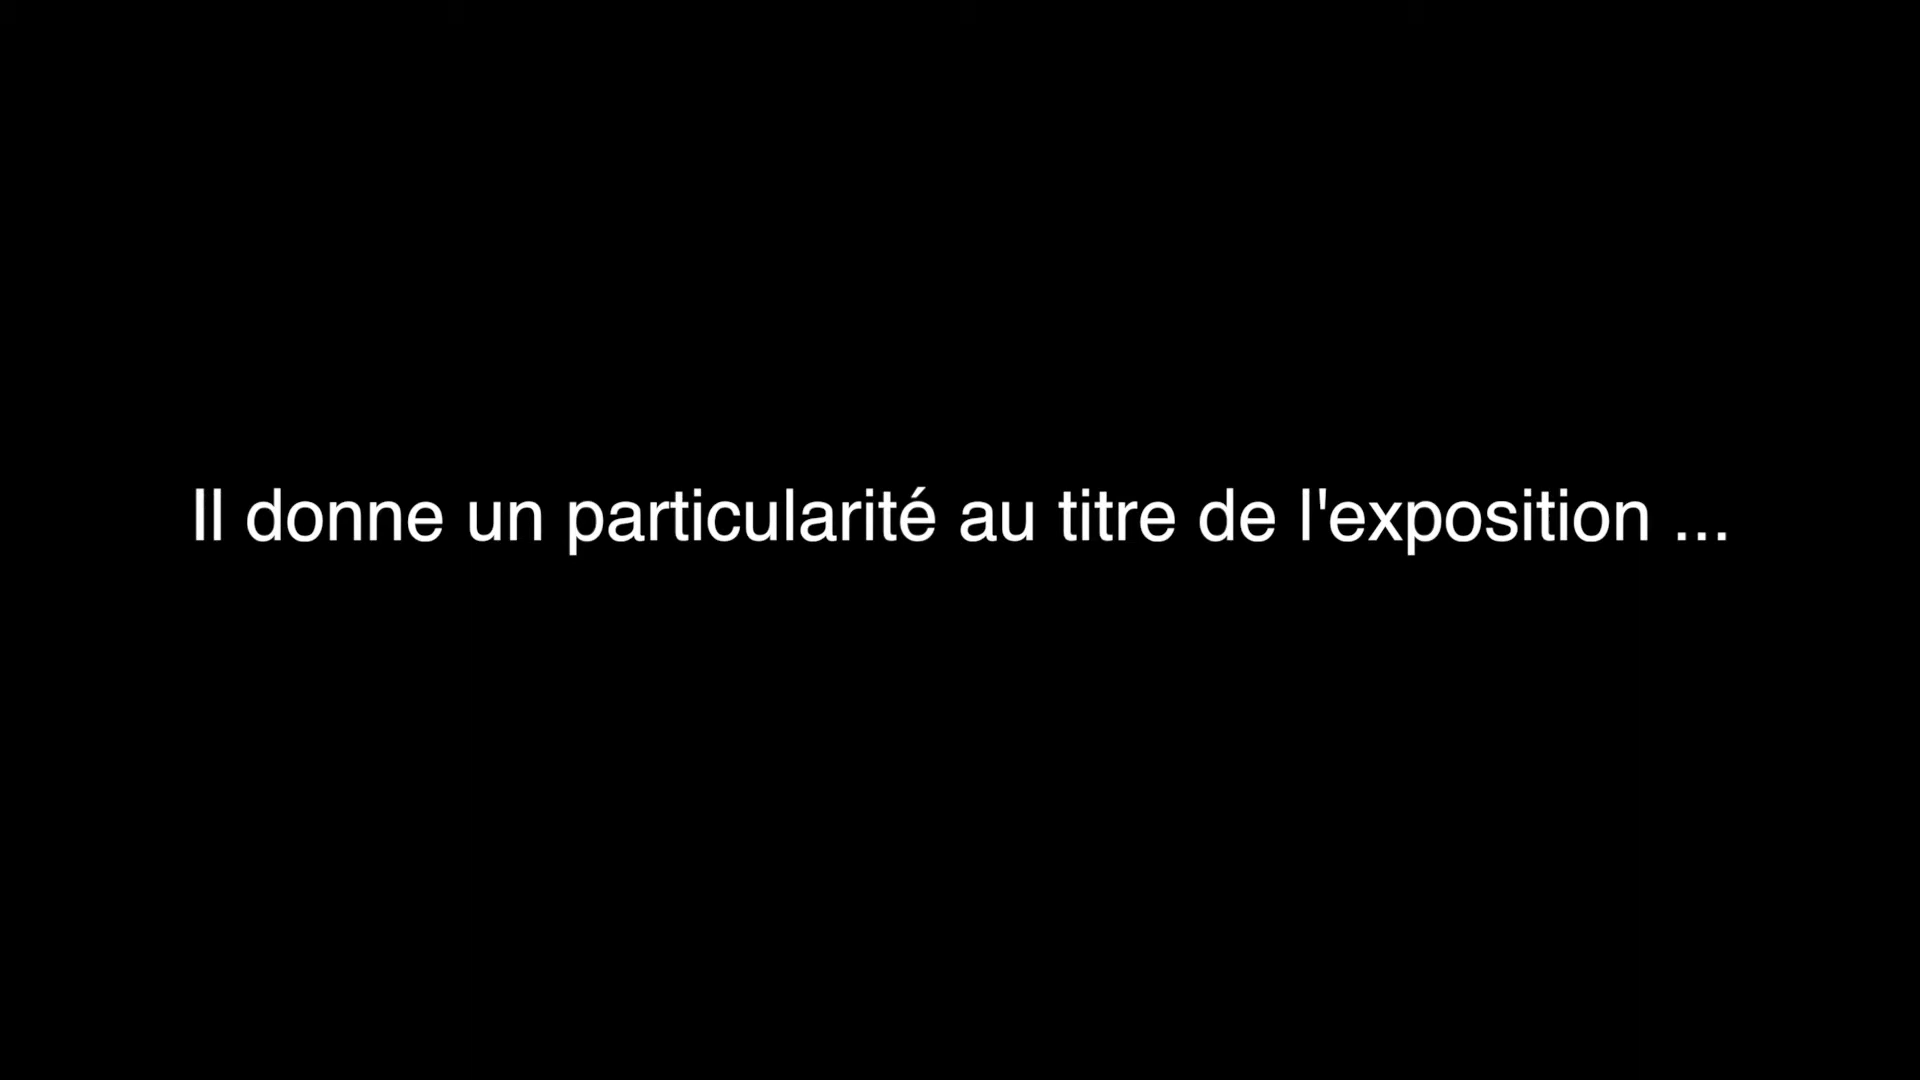 Il donne un particularité au titre de l'exposition ...